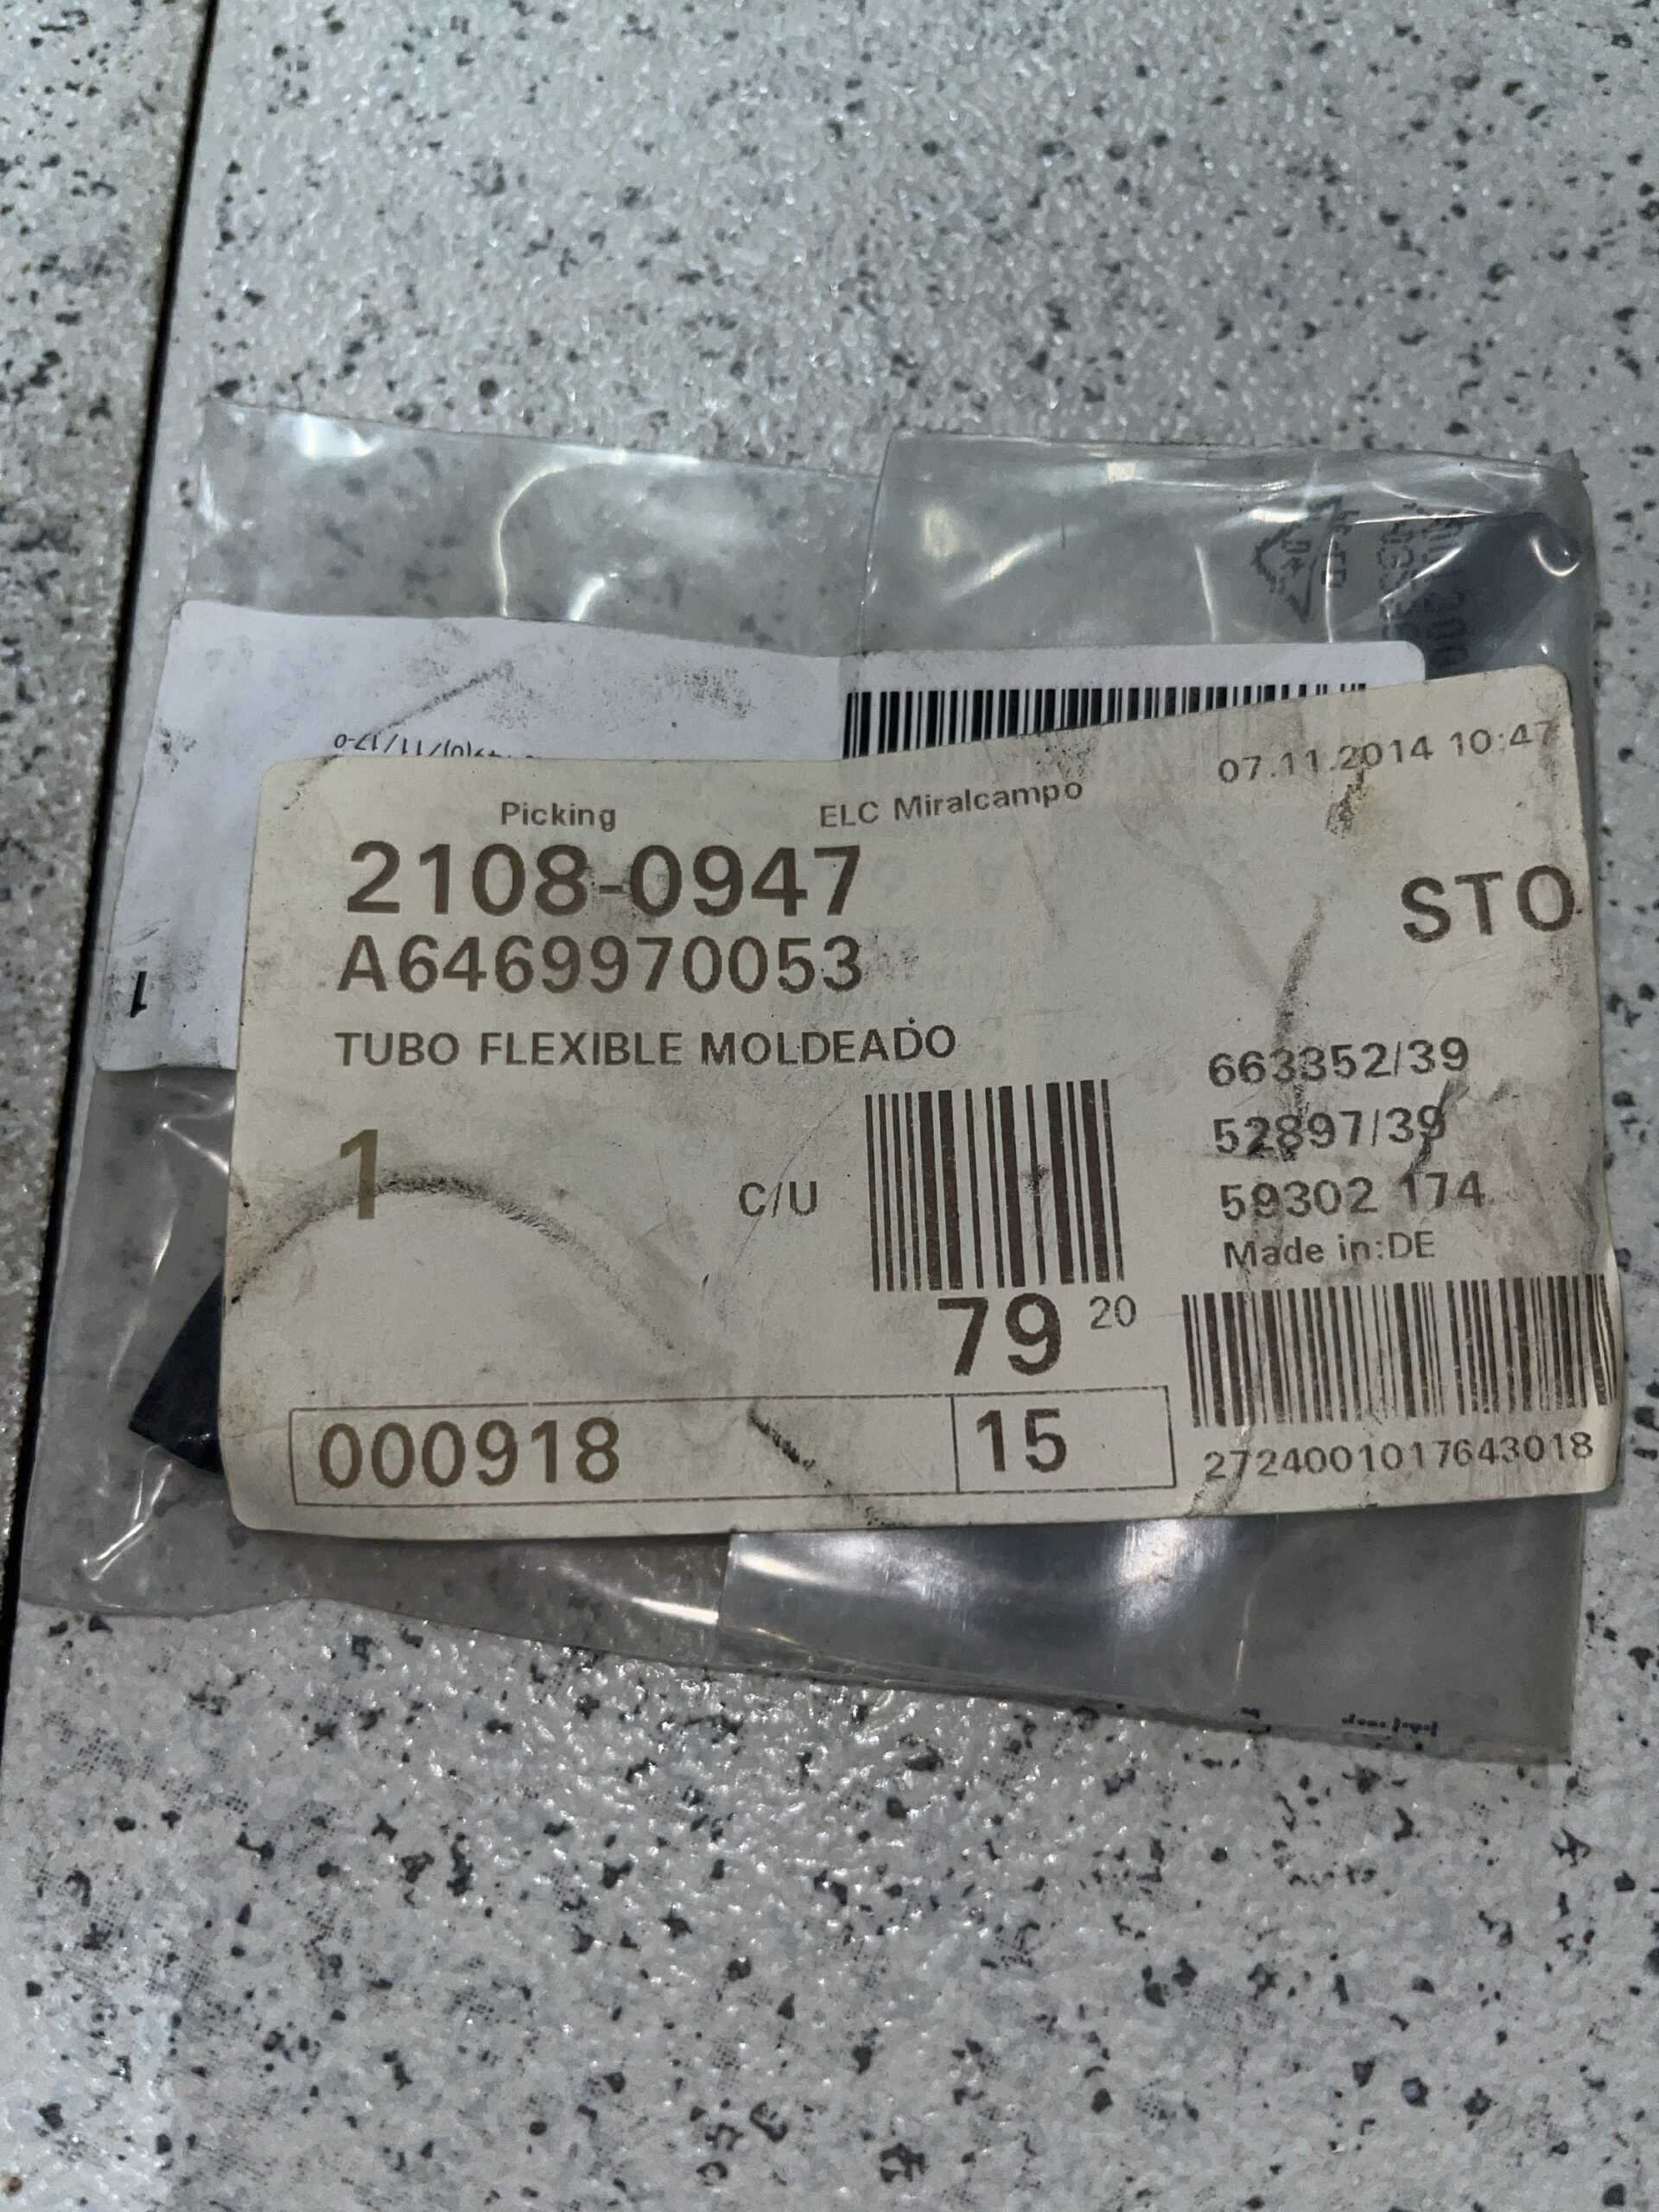 07.11.2014 10:47
Picking ELC Miralcampo
2108-0947
STO
A6469970053
TUBO FLEXIBLE MOLDEADO
663352/39
1
C/U
52897/39
59302 174
Made in:DE
79 20
000918
15
2724001017643018
1